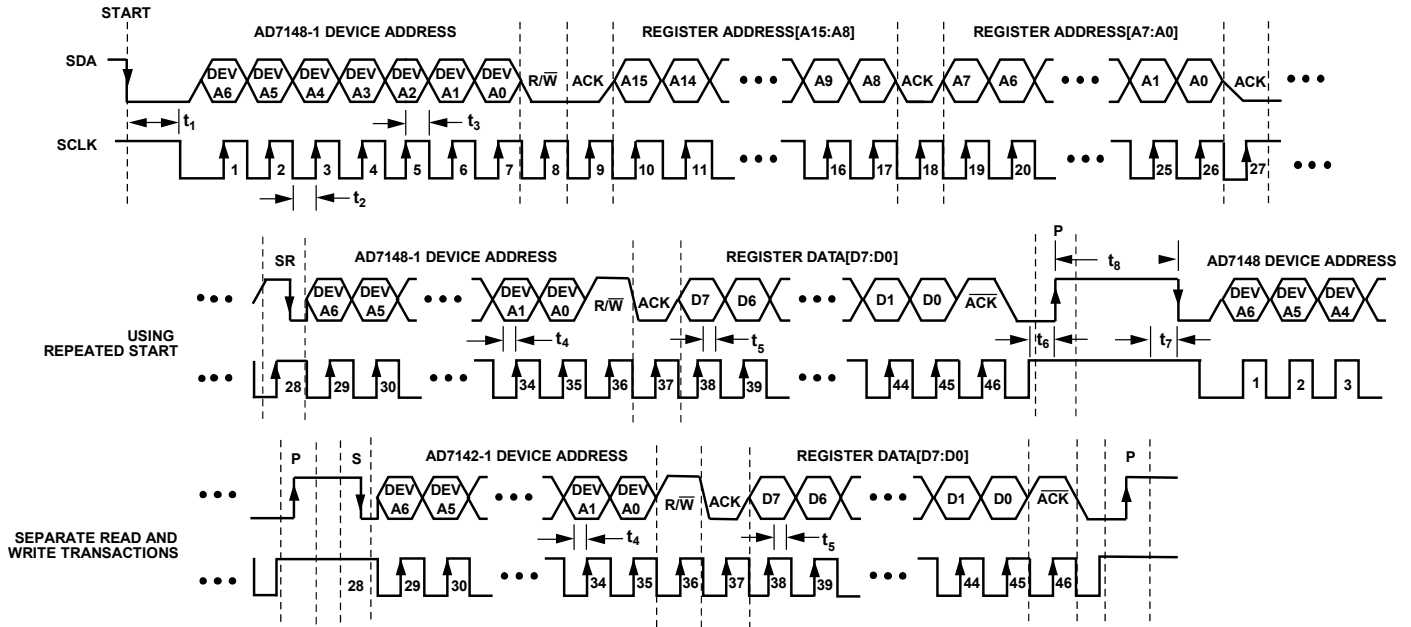 START
AD7148-1 DEVICE ADDRESS REGISTER ADDRESS[A15:A8] REGISTER ADDRESS[A7:A0]
SDA DEV A6 DEV A5 DEV A4 DEV A3 DEV A2 DEV A1 DEV A0 R/W̅ ACK A15 A14 ••• A9 A8 ACK A7 A6 ••• A1 A0 ACK •••
t1 t3
SCLK 1 2 3 4 5 6 7 8 9 10 11 ••• 16 17 18 19 20 ••• 25 26 27 •••
t2
P
SR AD7148-1 DEVICE ADDRESS REGISTER DATA[D7:D0] t8 AD7148 DEVICE ADDRESS
••• DEV A6 DEV A5 ••• DEV A1 DEV A0 R/W̅ ACK D7 D6 ••• D1 D0 A̅C̅K̅ DEV A6 DEV A5 DEV A4
USING
REPEATED START
t4 t5 t6 t7
••• 28 29 30 ••• 34 35 36 37 38 39 ••• 44 45 46 1 2 3
P S AD7142-1 DEVICE ADDRESS REGISTER DATA[D7:D0] P
••• DEV A6 DEV A5 ••• DEV A1 DEV A0 R/W̅ ACK D7 D6 ••• D1 D0 A̅C̅K̅
SEPARATE READ AND
WRITE TRANSACTIONS
t4 t5
••• 28 29 30 ••• 34 35 36 37 38 39 ••• 44 45 46